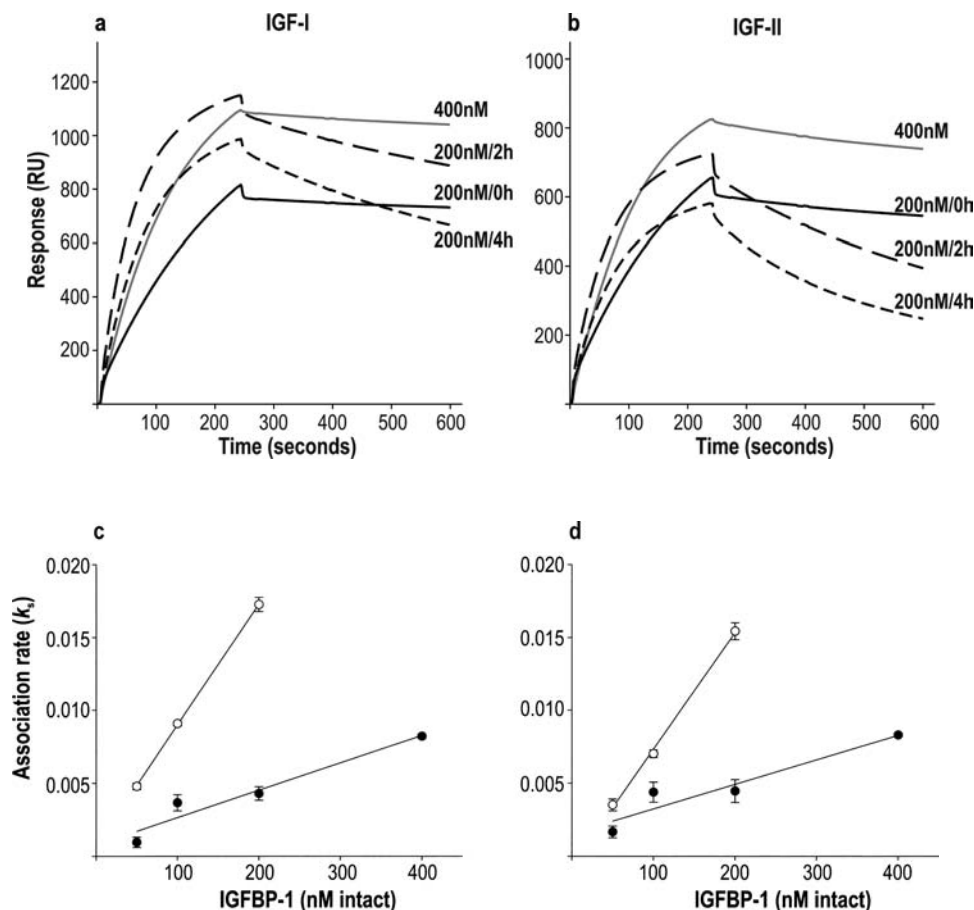 a
IGF-I
1200
1000
800
600
400
200
Response (RU)
400nM
200nM/2h
200nM/0h
200nM/4h
100 200 300 400 500 600
Time (seconds)
b
IGF-II
1000
800
600
400
200
400nM
200nM/0h
200nM/2h
200nM/4h
100 200 300 400 500 600
Time (seconds)
c
0.020
0.015
0.010
0.005
Association rate (ks)
100 200 300 400
IGFBP-1 (nM intact)
d
0.020
0.015
0.010
0.005
100 200 300 400
IGFBP-1 (nM intact)